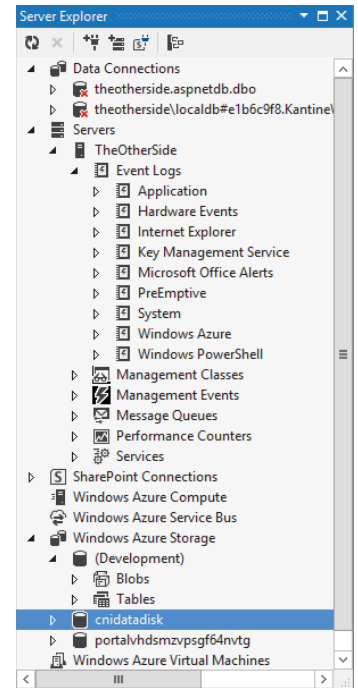 Server Explorer
Data Connections
theotherside.aspnetdb.dbo
theotherside\localdb#e1b6c9f8.Kantine\
Servers
TheOtherSide
Event Logs
Application
Hardware Events
Internet Explorer
Key Management Service
Microsoft Office Alerts
PreEmptive
System
Windows Azure
Windows PowerShell
Management Classes
Management Events
Message Queues
Performance Counters
Services
SharePoint Connections
Windows Azure Compute
Windows Azure Service Bus
Windows Azure Storage
(Development)
Blobs
Tables
cnidatadisk
portalvhdsmzvpsgf64nvtg
Windows Azure Virtual Machines